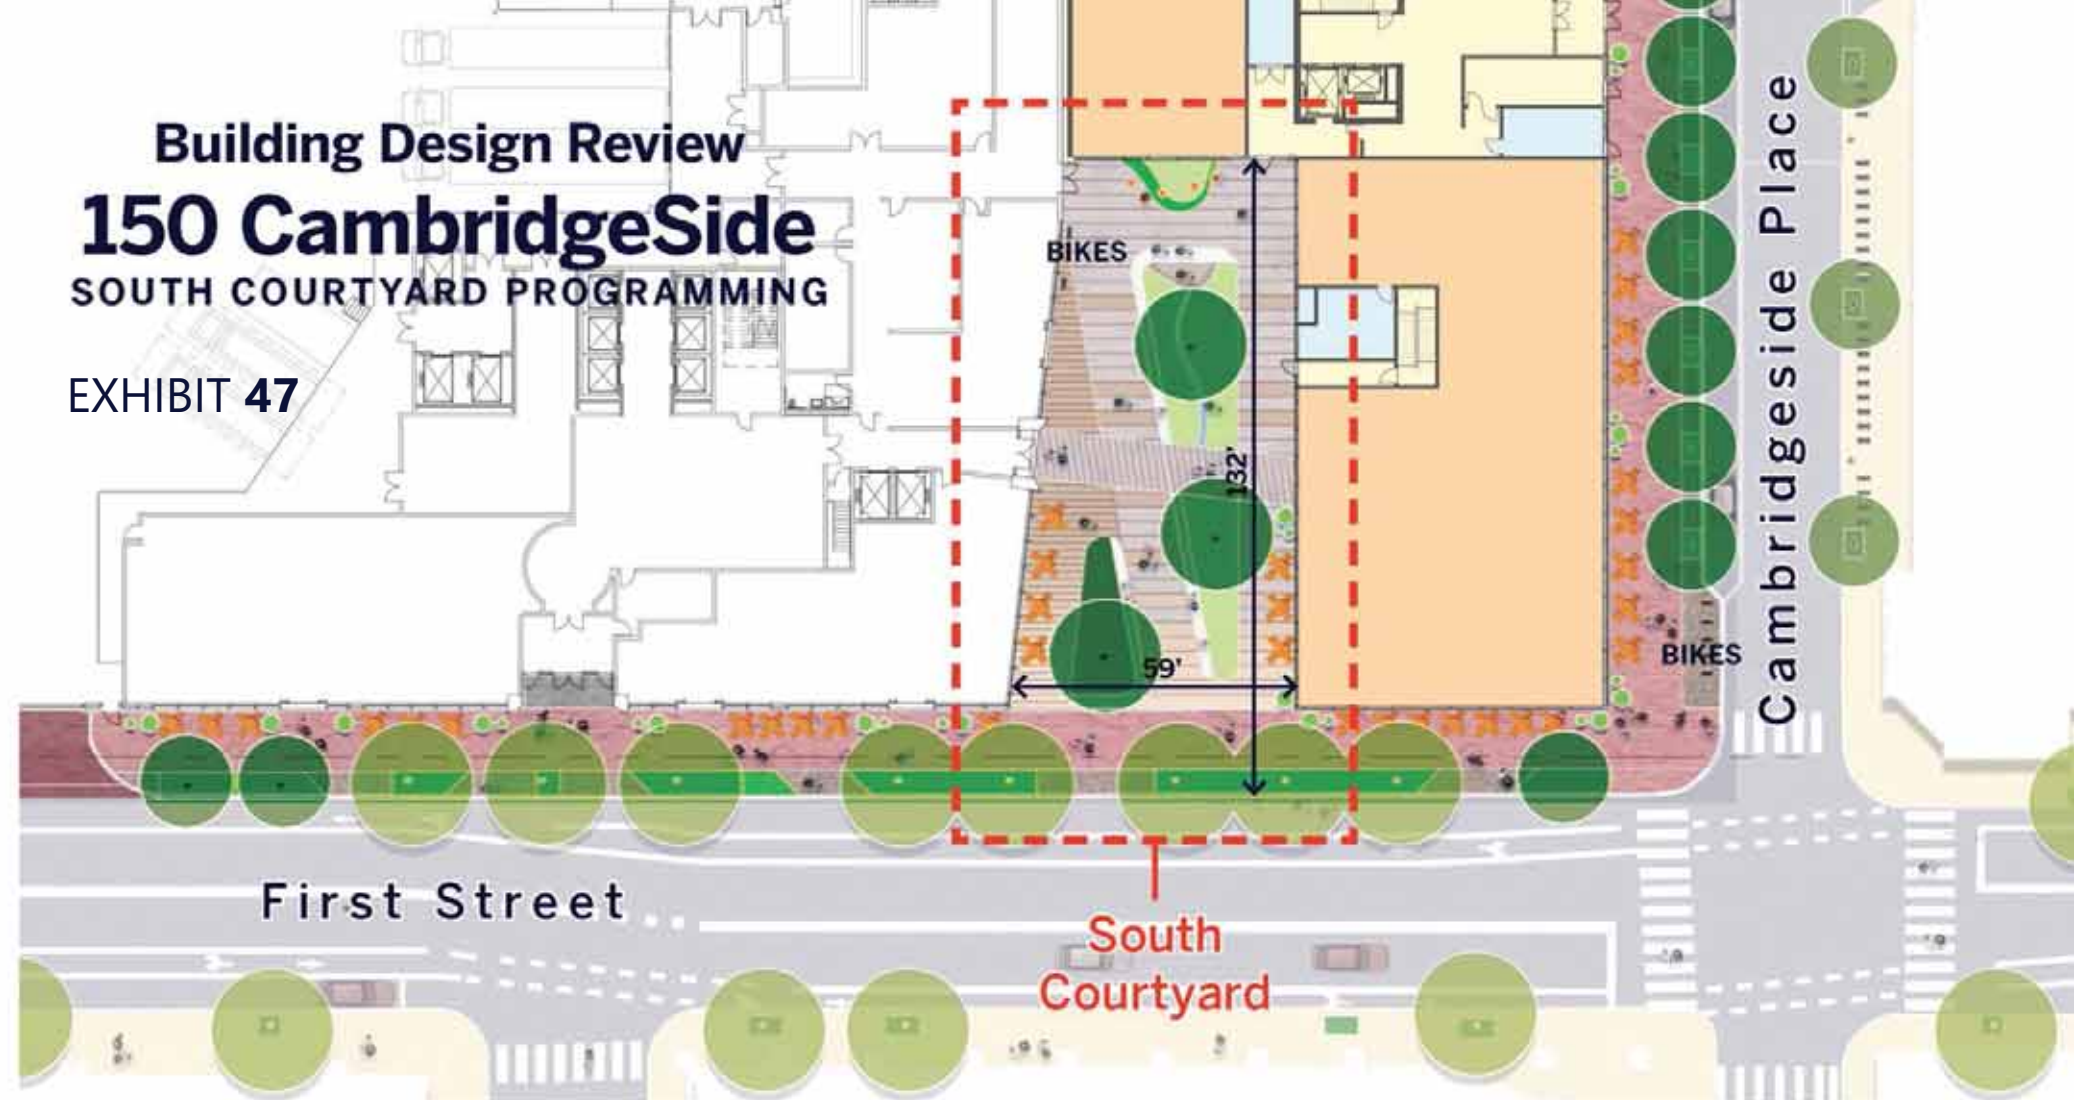 Building Design Review
150 CambridgeSide
SOUTH COURTYARD PROGRAMMING
EXHIBIT 47
BIKES
132'
59'
BIKES
Cambridgeside Place
First Street
South
Courtyard